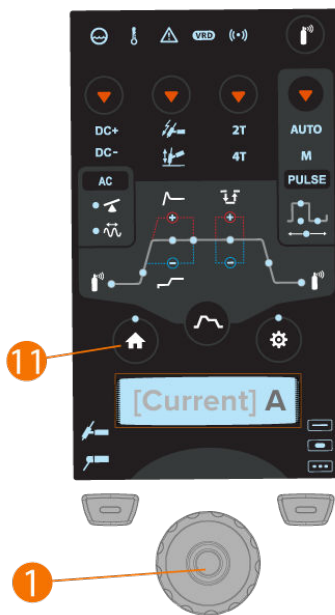 VRD
DC+ 2T AUTO
DC- 4T M
AC PULSE
11
[Current] A
1